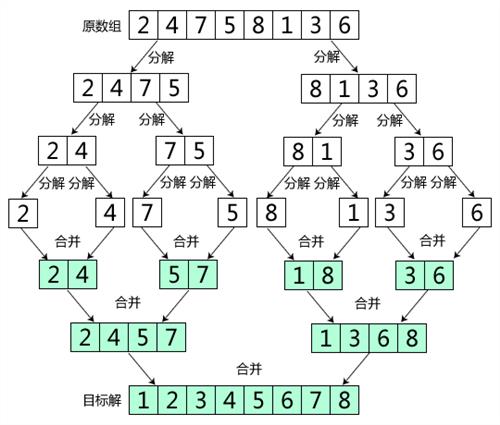 原数组 2 4 7 5 8 1 3 6
分解 分解
2 4 7 5 8 1 3 6
分解 分解 分解 分解
2 4 7 5 8 1 3 6
分解 分解 分解 分解 分解 分解 分解 分解
2 4 7 5 8 1 3 6
合并 合并 合并 合并
2 4 5 7 1 8 3 6
合并 合并
2 4 5 7 1 3 6 8
合并
目标解 1 2 3 4 5 6 7 8